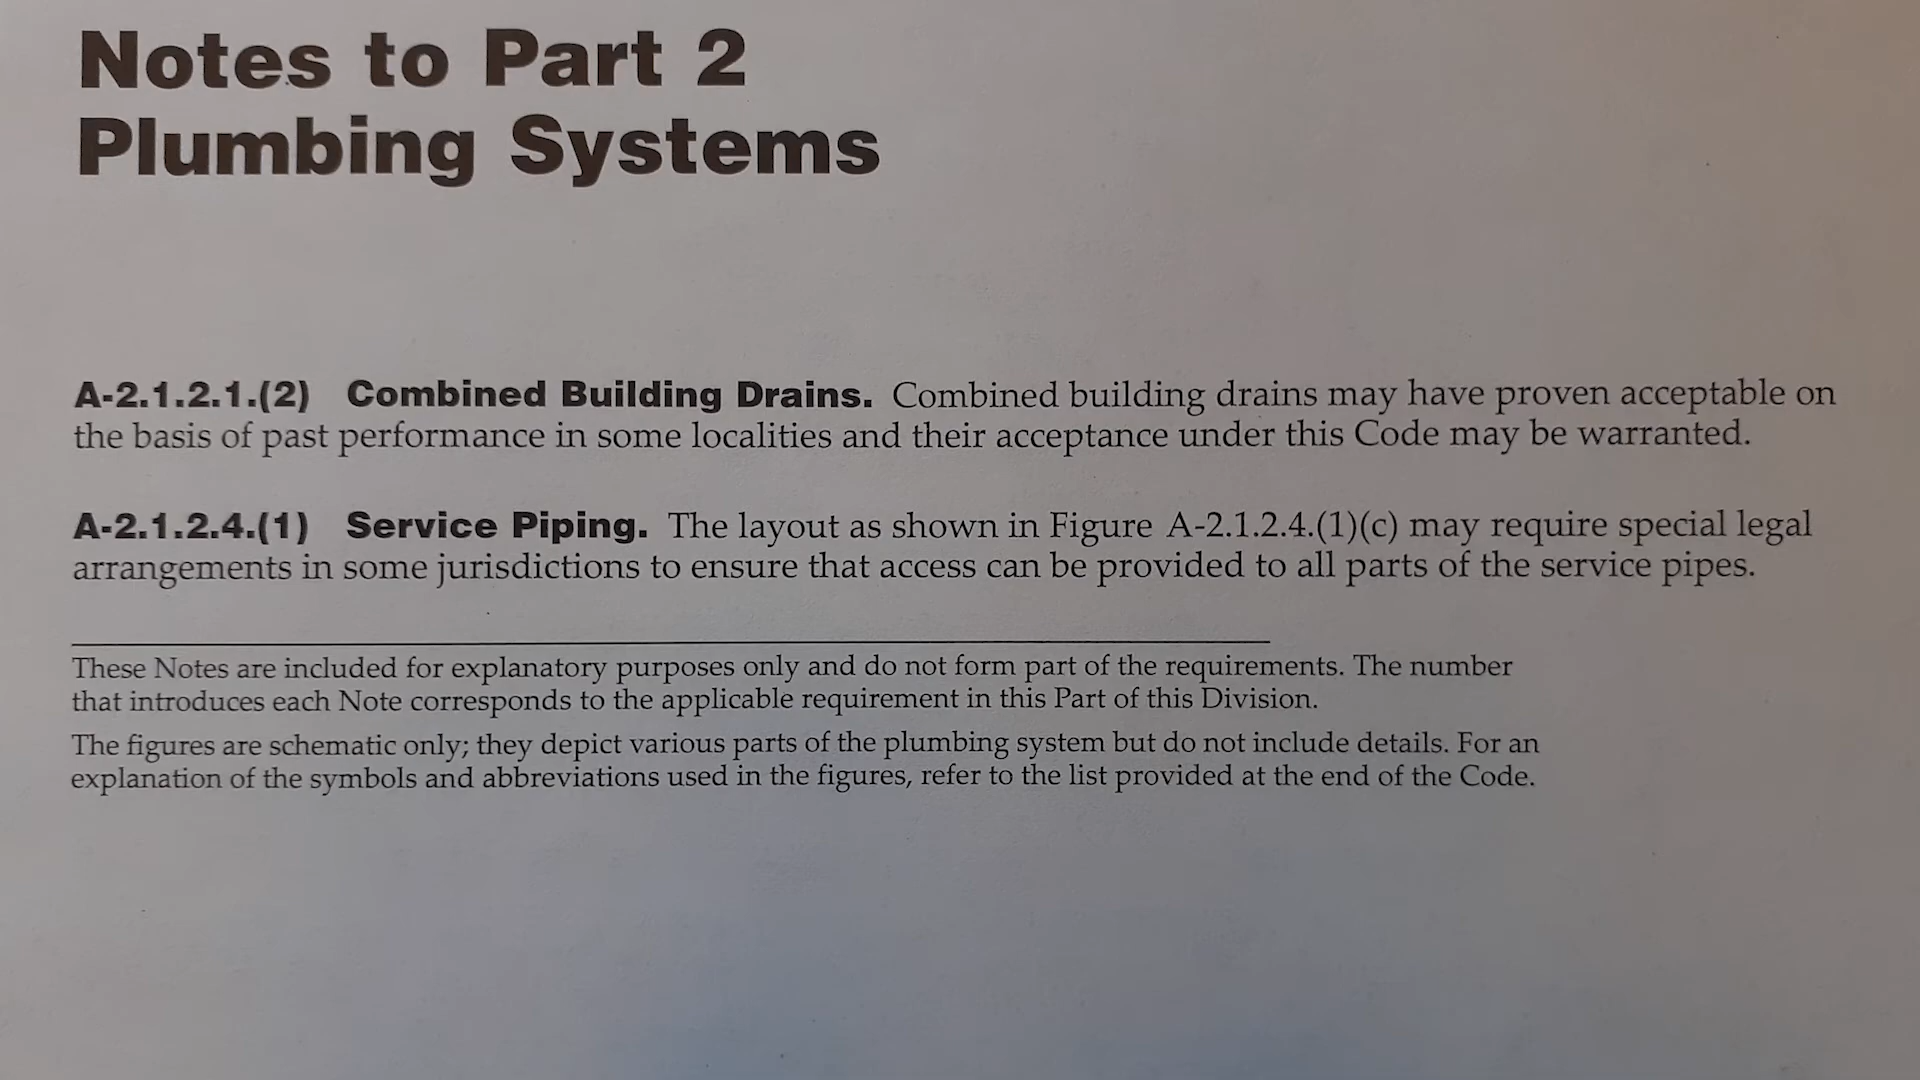 Notes to Part 2
Plumbing Systems
A-2.1.2.1.(2) Combined Building Drains. Combined building drains may have proven acceptable on
the basis of past performance in some localities and their acceptance under this Code may be warranted.
A-2.1.2.4.(1) Service Piping. The layout as shown in Figure A-2.1.2.4.(1)(c) may require special legal
arrangements in some jurisdictions to ensure that access can be provided to all parts of the service pipes.
These Notes are included for explanatory purposes only and do not form part of the requirements. The number
that introduces each Note corresponds to the applicable requirement in this Part of this Division.
The figures are schematic only; they depict various parts of the plumbing system but do not include details. For an
explanation of the symbols and abbreviations used in the figures, refer to the list provided at the end of the Code.